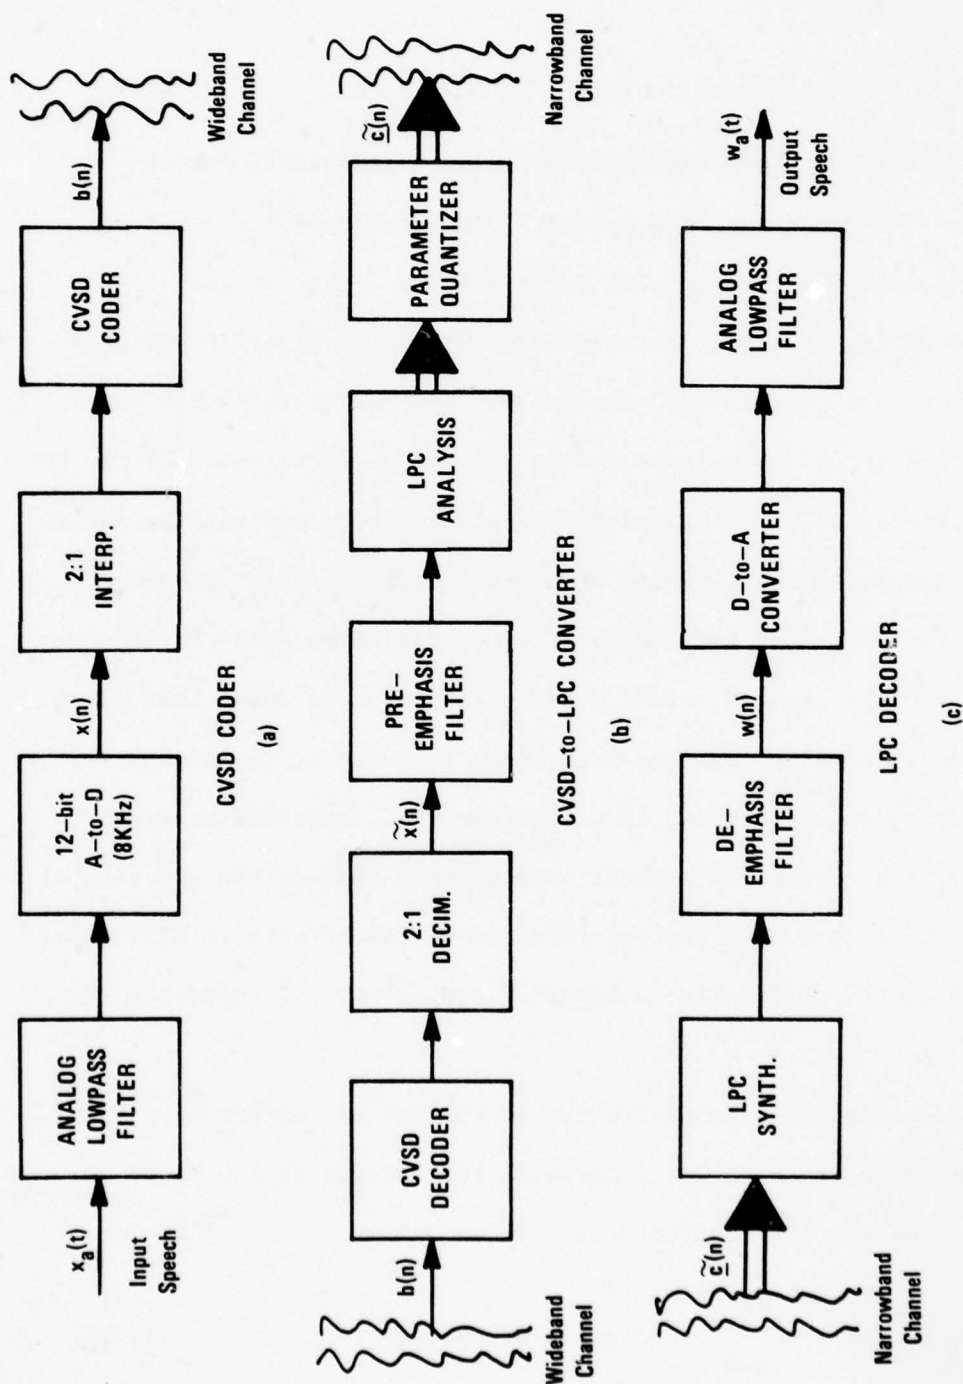 x_a(t)
Input
Speech
ANALOG
LOWPASS
FILTER
12-bit
A-to-D
(8KHz)
x(n)
2:1
INTERP.
CVSD
CODER
b(n)
Wideband
Channel
CVSD CODER
(a)
Wideband
Channel
b(n)
CVSD
DECODER
2:1
DECIM.
x̃(n)
PRE-
EMPHASIS
FILTER
LPC
ANALYSIS
PARAMETER
QUANTIZER
c̃(n)
Narrowband
Channel
CVSD-to-LPC CONVERTER
(b)
Narrowband
Channel
c̃(n)
LPC
SYNTH.
DE-
EMPHASIS
FILTER
w(n)
D-to-A
CONVERTER
ANALOG
LOWPASS
FILTER
w_a(t)
Output
Speech
LPC DECODER
(c)